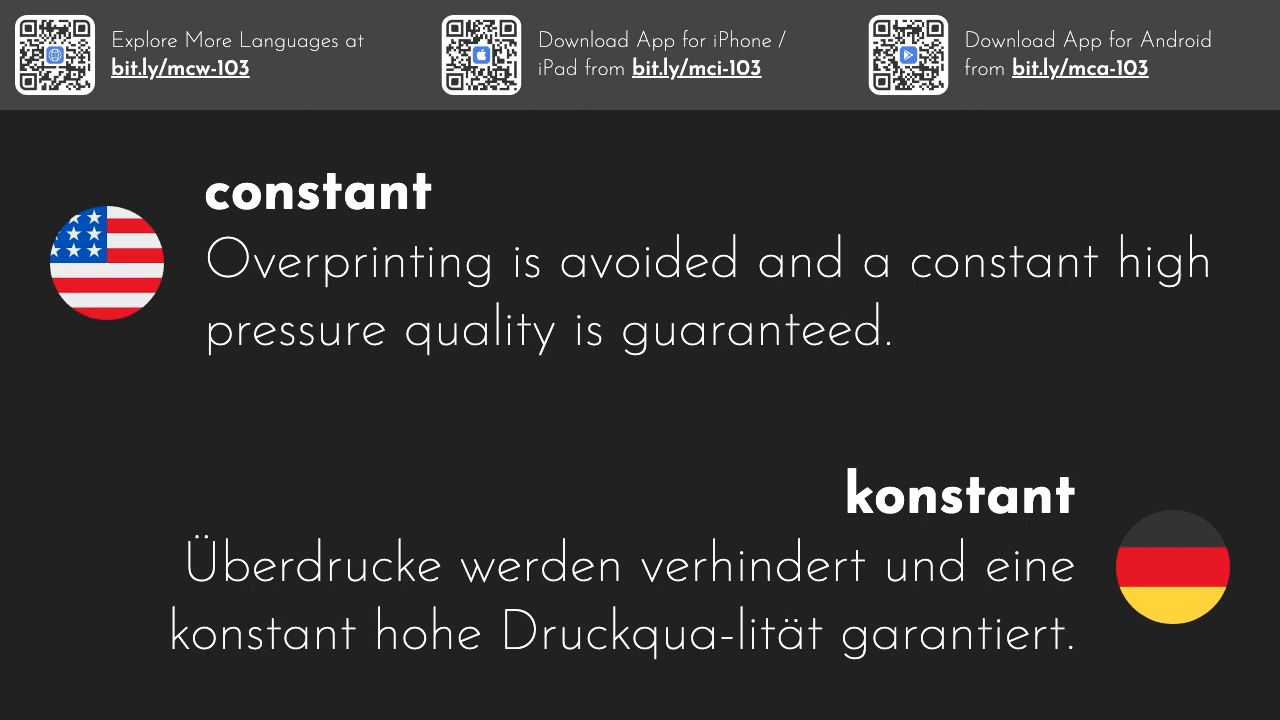 Explore More Languages at
bit.ly/mcw-103
Download App for iPhone /
iPad from bit.ly/mci-103
Download App for Android
from bit.ly/mca-103
constant
Overprinting is avoided and a constant high
pressure quality is guaranteed.
konstant
Überdrucke werden verhindert und eine
konstant hohe Druckqua-lität garantiert.